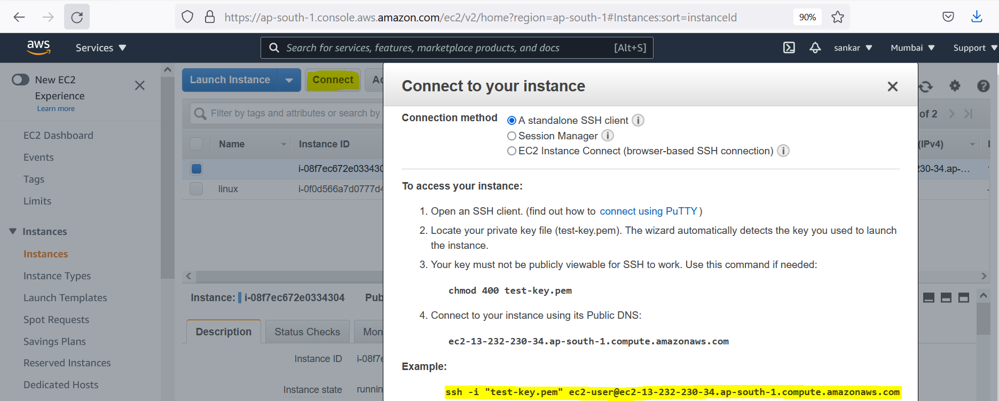 https://ap-south-1.console.aws.amazon.com/ec2/v2/home?region=ap-south-1#Instances:sort=instanceId
90%
aws
Services
Search for services, features, marketplace products, and docs
[Alt+S]
sankar
Mumbai
Support
New EC2
Experience
Learn more
EC2 Dashboard
Events
Tags
Limits
Instances
Instances
Instance Types
Launch Templates
Spot Requests
Savings Plans
Reserved Instances
Dedicated Hosts
Launch Instance
Connect
Ac
Filter by tags and attributes or search by
of 2
Name
Instance ID
(IPv4)
i-08f7ec672e033430
30-34.ap-...
linux
i-0f0d566a7d0777d4
Instance: i-08f7ec672e0334304
Pub
Description
Status Checks
Mon
Instance ID
i-08f7e
Instance state
runnin
Connect to your instance
Connection method
A standalone SSH client
Session Manager
EC2 Instance Connect (browser-based SSH connection)
To access your instance:
1. Open an SSH client. (find out how to connect using PuTTY)
2. Locate your private key file (test-key.pem). The wizard automatically detects the key you used to launch
the instance.
3. Your key must not be publicly viewable for SSH to work. Use this command if needed:
chmod 400 test-key.pem
4. Connect to your instance using its Public DNS:
ec2-13-232-230-34.ap-south-1.compute.amazonaws.com
Example:
ssh -i "test-key.pem" ec2-user@ec2-13-232-230-34.ap-south-1.compute.amazonaws.com